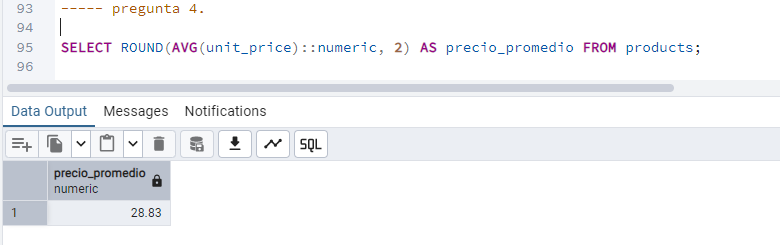 93 ----- pregunta 4.
94
95 SELECT ROUND(AVG(unit_price)::numeric, 2) AS precio_promedio FROM products;
96
Data Output Messages Notifications
SQL
precio_promedio
numeric
1 28.83